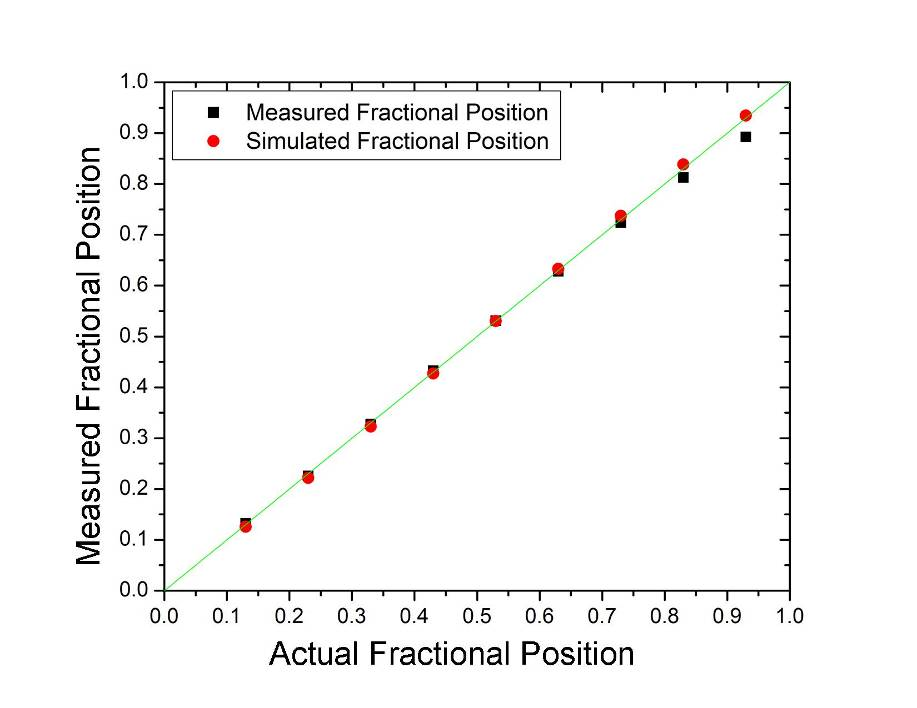 Measured Fractional Position
Simulated Fractional Position
Measured Fractional Position
1.0
0.9
0.8
0.7
0.6
0.5
0.4
0.3
0.2
0.1
0.0
0.0 0.1 0.2 0.3 0.4 0.5 0.6 0.7 0.8 0.9 1.0
Actual Fractional Position